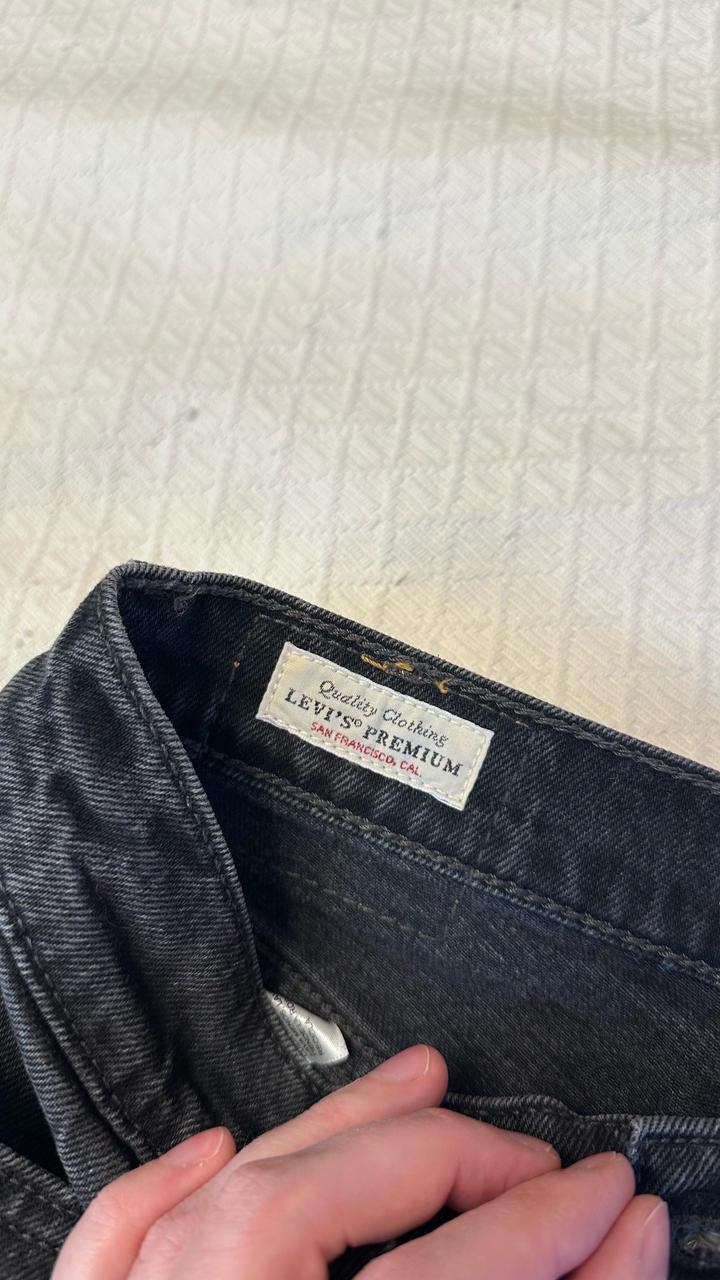 Quality Clothing
LEVI'S® PREMIUM
SAN FRANCISCO, CAL.